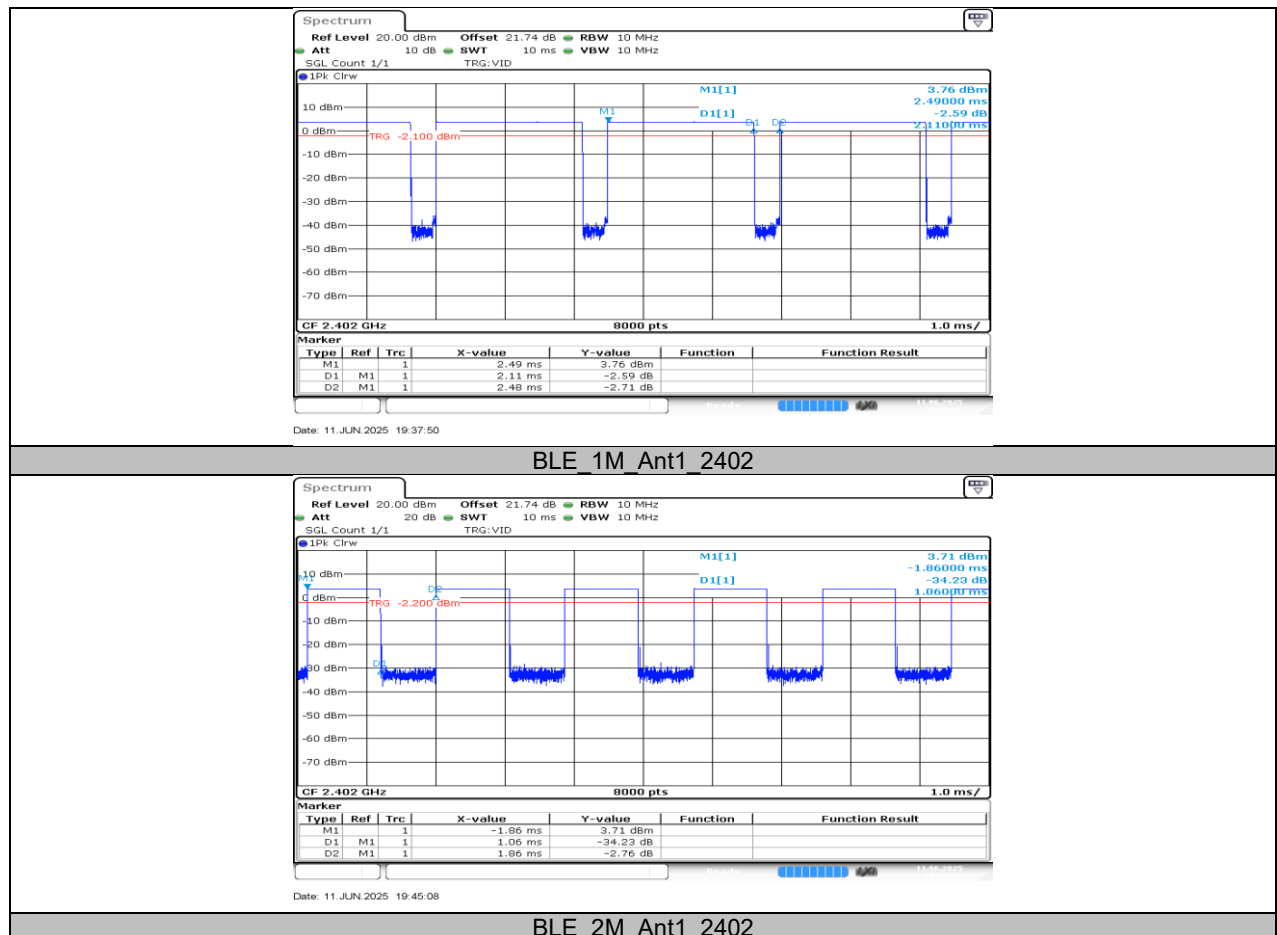 Spectrum
Ref Level 20.00 dBm Offset 21.74 dB RBW 10 MHz
Att 10 dB SWT 10 ms VBW 10 MHz
SGL Count 1/1 TRG:VID
1Pk Clrw
M1[1] 3.76 dBm
2.49000 ms
D1[1] -2.59 dB
2.11000 ms
10 dBm
M1
D1 D2
0 dBm
TRG -2.100 dBm
-10 dBm
-20 dBm
-30 dBm
-40 dBm
-50 dBm
-60 dBm
-70 dBm
CF 2.402 GHz 8000 pts 1.0 ms/
Marker
Type Ref Trc X-value Y-value Function Function Result
M1 1 2.49 ms 3.76 dBm
D1 M1 1 2.11 ms -2.59 dB
D2 M1 1 2.48 ms -2.71 dB
Date: 11.JUN.2025 19:37:50
BLE_1M_Ant1_2402
Spectrum
Ref Level 20.00 dBm Offset 21.74 dB RBW 10 MHz
Att 20 dB SWT 10 ms VBW 10 MHz
SGL Count 1/1 TRG:VID
1Pk Clrw
M1[1] 3.71 dBm
-1.86000 ms
D1[1] -34.23 dB
1.06000 ms
10 dBm
M1
D2
0 dBm
TRG -2.200 dBm
-10 dBm
-20 dBm
D1
-30 dBm
-40 dBm
-50 dBm
-60 dBm
-70 dBm
CF 2.402 GHz 8000 pts 1.0 ms/
Marker
Type Ref Trc X-value Y-value Function Function Result
M1 1 -1.86 ms 3.71 dBm
D1 M1 1 1.06 ms -34.23 dB
D2 M1 1 1.86 ms -2.76 dB
Date: 11.JUN.2025 19:45:08
BLE_2M_Ant1_2402